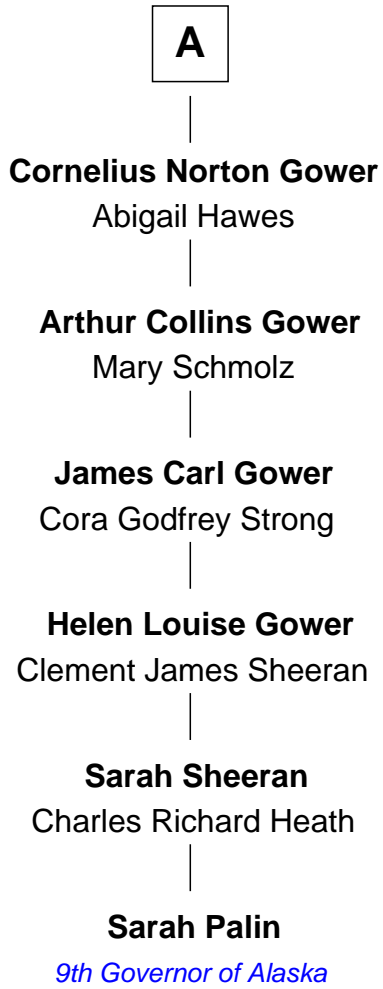 A
Cornelius Norton Gower
Abigail Hawes
Arthur Collins Gower
Mary Schmolz
James Carl Gower
Cora Godfrey Strong
Helen Louise Gower
Clement James Sheeran
Sarah Sheeran
Charles Richard Heath
Sarah Palin
9th Governor of Alaska